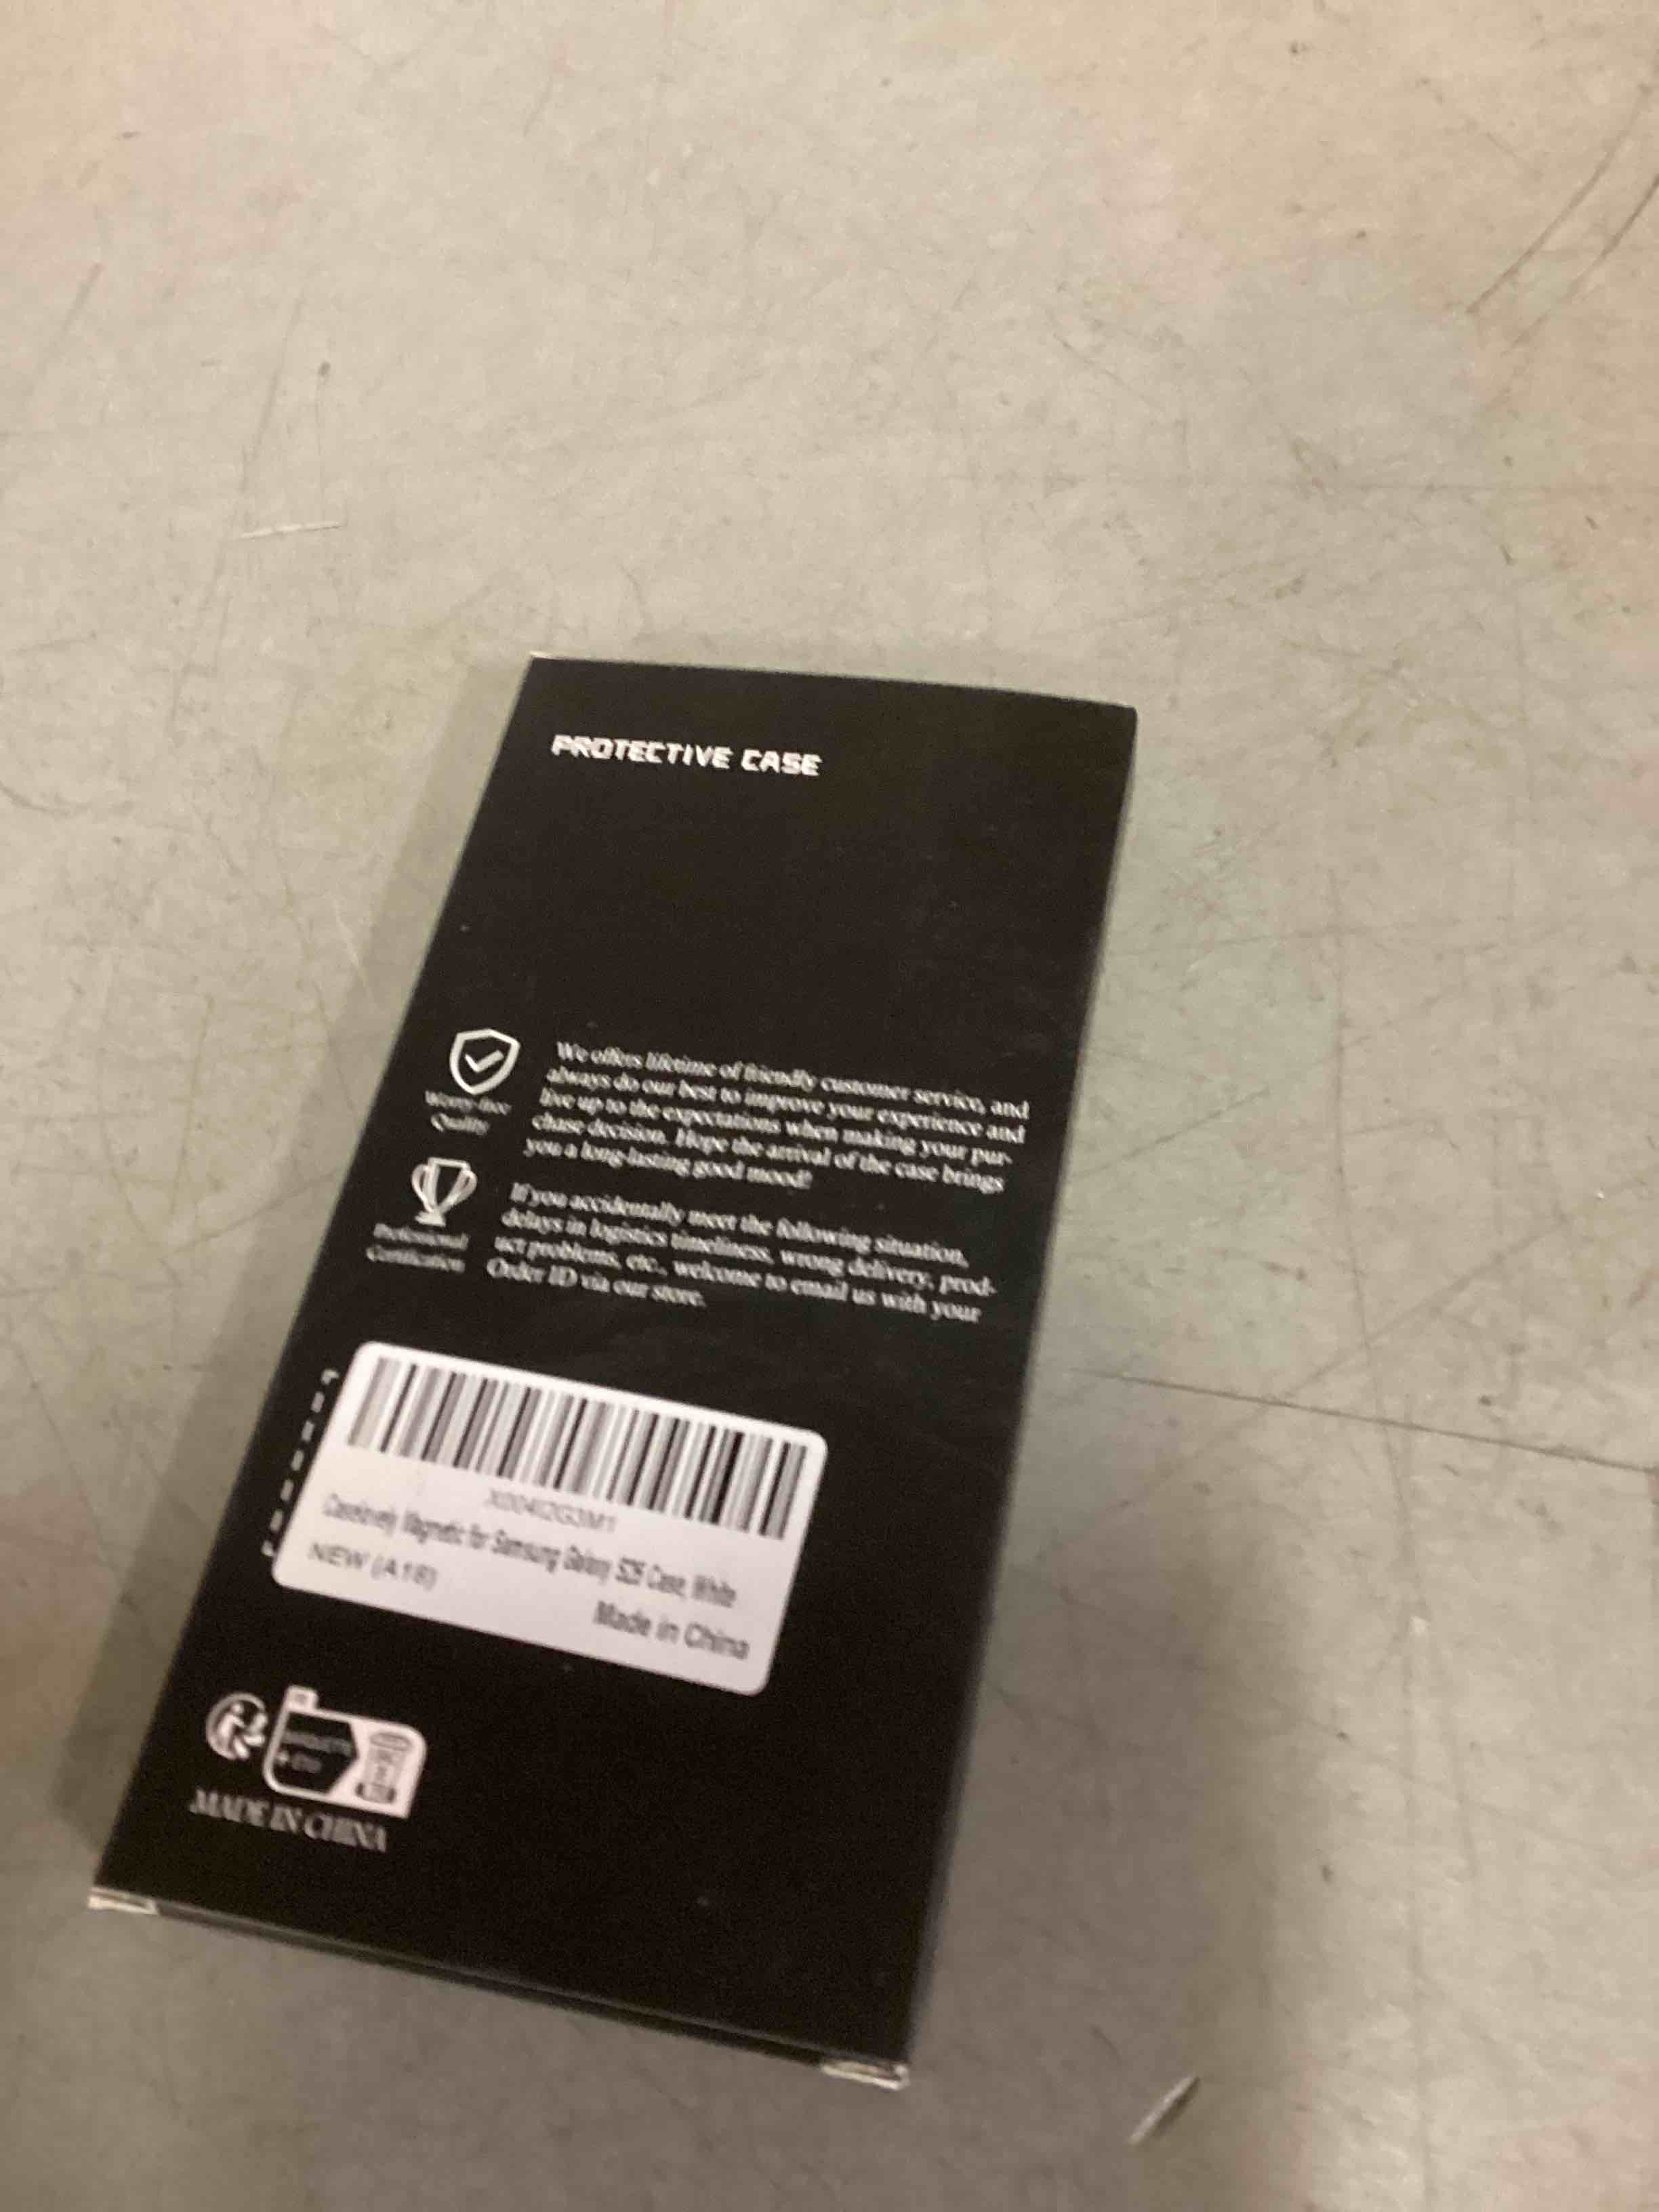 PROTECTIVE CASE
We offers lifetime of friendly customer service, and
always do our best to improve your experience and
live up to the expectations when making your pur-
chase decision. Hope the arrival of the case brings
you a long-lasting good mood!
Worry-free
Quality
If you accidentally meet the following situation,
delays in logistics timeliness, wrong delivery, prod-
uct problems, etc., welcome to email us with your
Order ID via our store.
Professional
Certification
X004I2G3M1
Magnetic for Samsung Galaxy S25 Case, White
NEW (A18)
Made in China
MADE IN CHINA